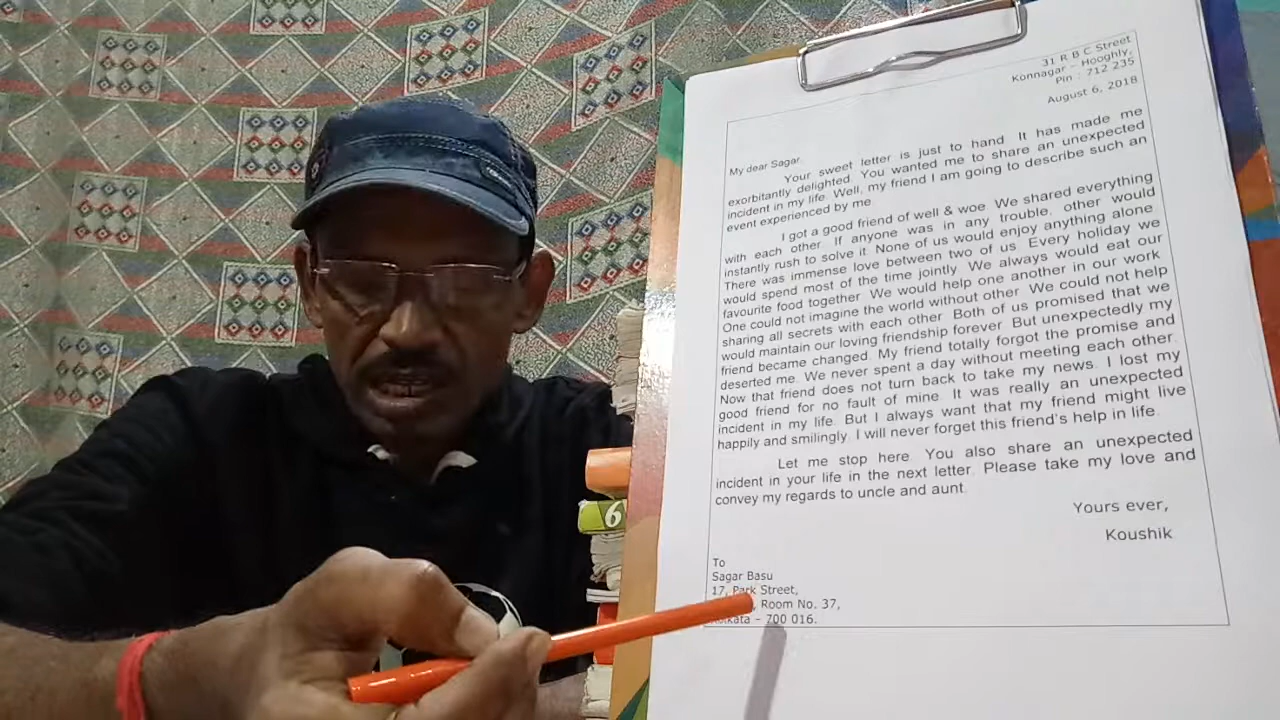 31 R B C Street
Konnagar – Hooghly,
Pin : 712 235
August 6, 2018
My dear Sagar,
Your sweet letter is just to hand. It has made me
exorbitantly delighted. You wanted me to share an unexpected
incident in my life. Well, my friend I am going to describe such an
event experienced by me.
I got a good friend of well & woe. We shared everything
with each other. If anyone was in any trouble, other would
instantly rush to solve it. None of us would enjoy anything alone.
There was immense love between two of us. Every holiday we
would spend most of the time jointly. We always would eat our
favourite food together. We would help one another in our work.
One could not imagine the world without other. We could not help
sharing all secrets with each other. Both of us promised that we
would maintain our loving friendship forever. But unexpectedly my
friend became changed. My friend totally forgot the promise and
deserted me. We never spent a day without meeting each other.
Now that friend does not turn back to take my news. I lost my
good friend for no fault of mine. It was really an unexpected
incident in my life. But I always want that my friend might live
happily and smilingly. I will never forget this friend's help in life.
Let me stop here. You also share an unexpected
incident in your life in the next letter. Please take my love and
convey my regards to uncle and aunt.
Yours ever,
Koushik
To
Sagar Basu
17, Park Street,
Room No. 37,
Kolkata – 700 016.
6